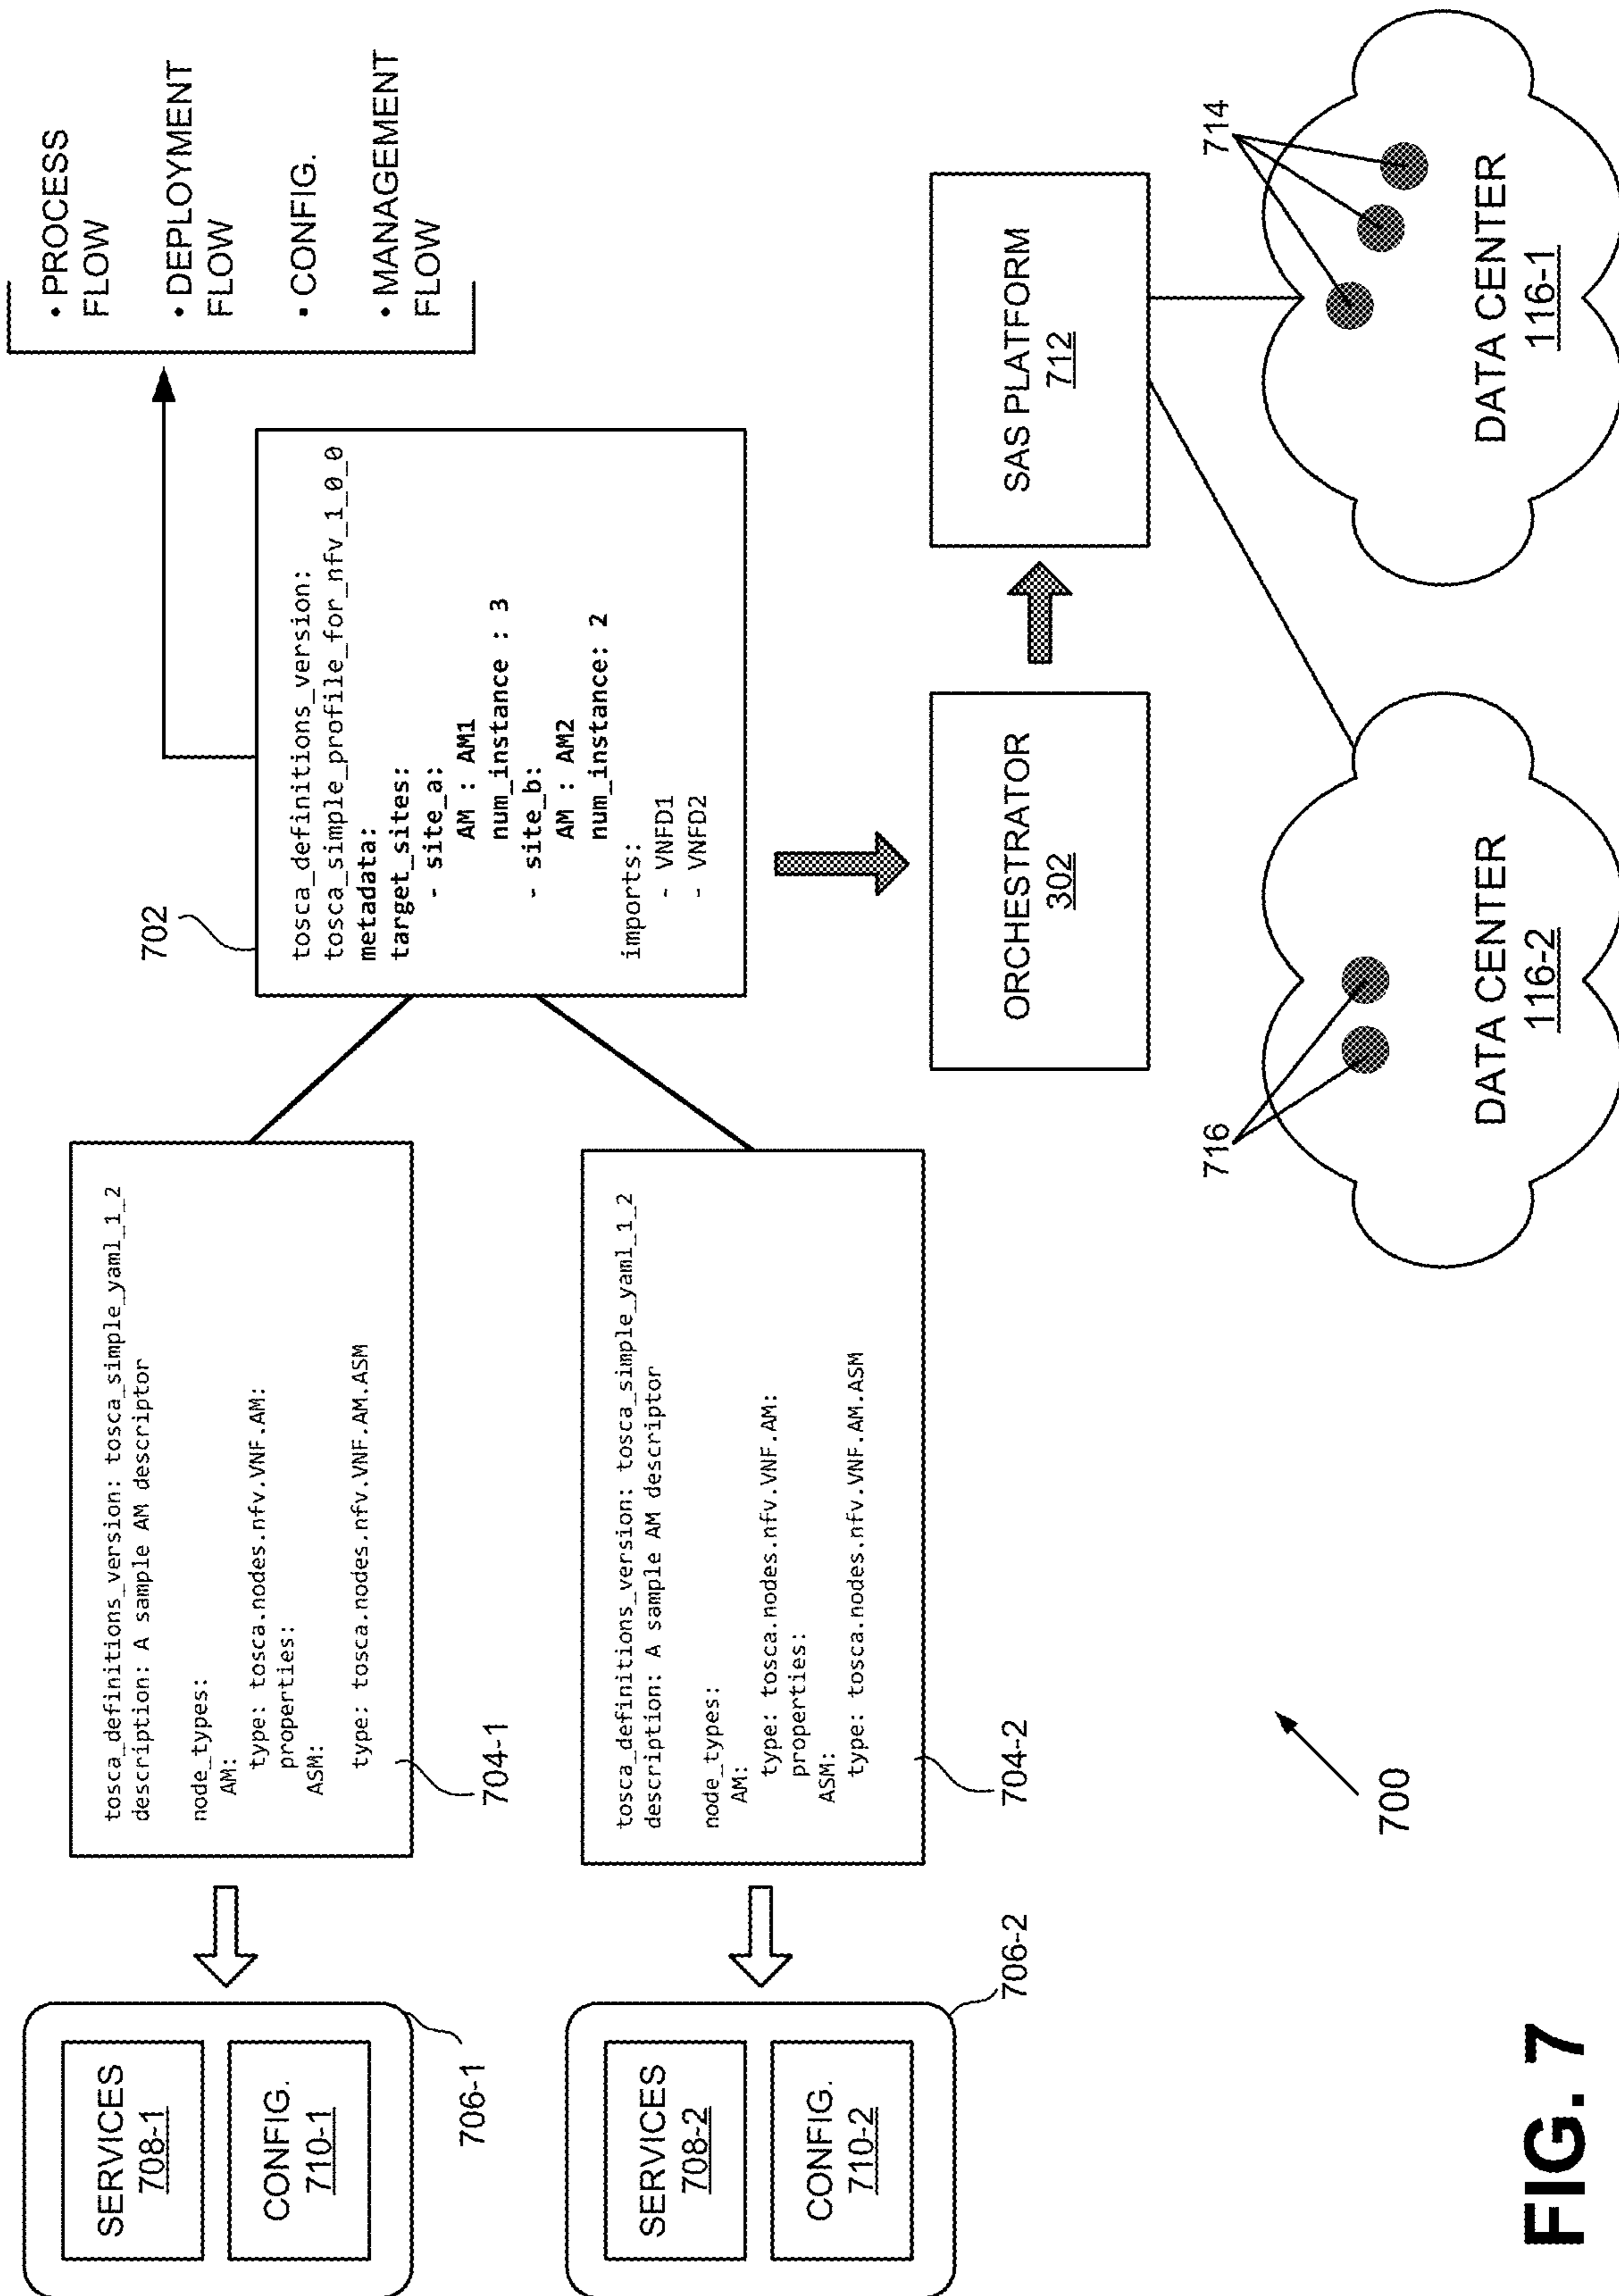 SERVICES
708-1
CONFIG.
710-1
706-1
tosca_definitions_version: tosca_simple_yaml_1_2
description: A sample AM descriptor
node_types:
AM:
type: tosca.nodes.nfv.VNF.AM:
properties:
ASM:
type: tosca.nodes.nfv.VNF.AM.ASM
704-1
SERVICES
708-2
CONFIG.
710-2
706-2
tosca_definitions_version: tosca_simple_yaml_1_2
description: A sample AM descriptor
node_types:
AM:
type: tosca.nodes.nfv.VNF.AM:
properties:
ASM:
type: tosca.nodes.nfv.VNF.AM.ASM
704-2
702
tosca_definitions_version:
tosca_simple_profile_for_nfv_1_0_0
metadata:
target_sites:
- site_a:
AM : AM1
num_instance : 3
- site_b:
AM : AM2
num_instance: 2
imports:
- VNFD1
- VNFD2
• PROCESS
FLOW
• DEPLOYMENT
FLOW
• CONFIG.
• MANAGEMENT
FLOW
ORCHESTRATOR
302
SAS PLATFORM
712
716
DATA CENTER
116-2
714
DATA CENTER
116-1
700
FIG. 7